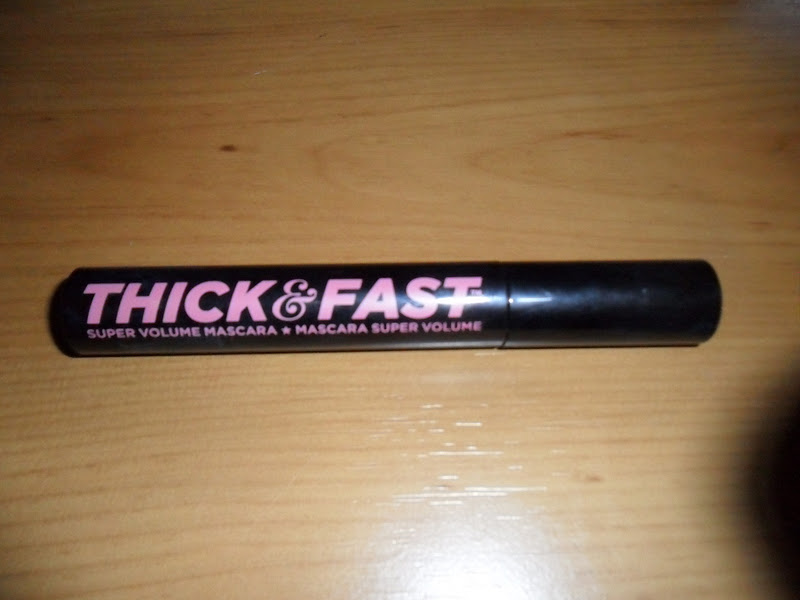 THICK & FAST
SUPER VOLUME MASCARA ★ MASCARA SUPER VOLUME